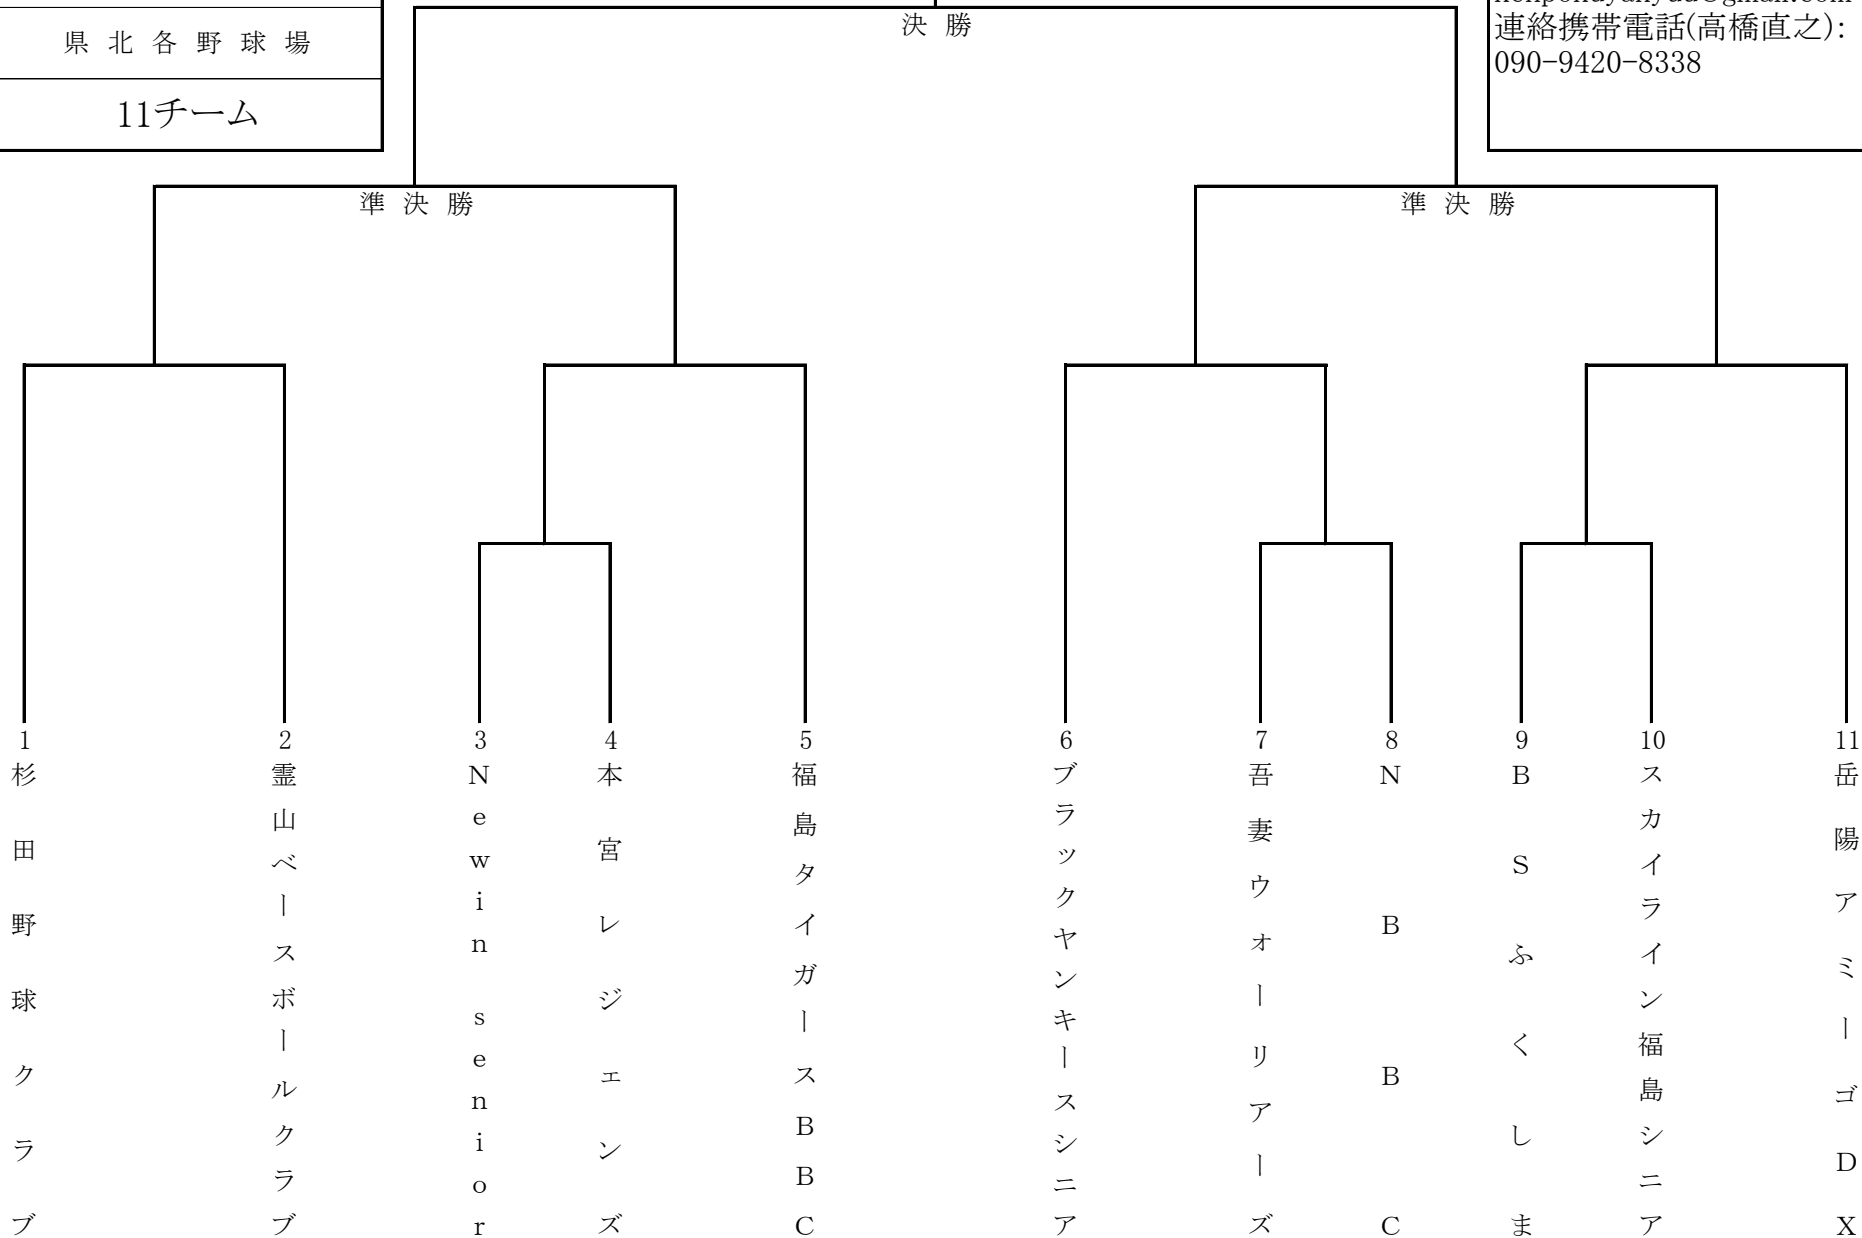 決勝
県北各野球場
11チーム
連絡携帯電話(高橋直之):
090-9420-8338
準決勝
準決勝
1
杉田野球クラブ
2
霊山ベースボールクラブ
3
Newin senior
4
本宮レジェンズ
5
福島タイガースBBC
6
ブラックヤンキースシニア
7
吾妻ウォーリアーズ
8
NBBC
9
BSふくしま
10
スカイライン福島シニア
11
岳陽アミーゴDX